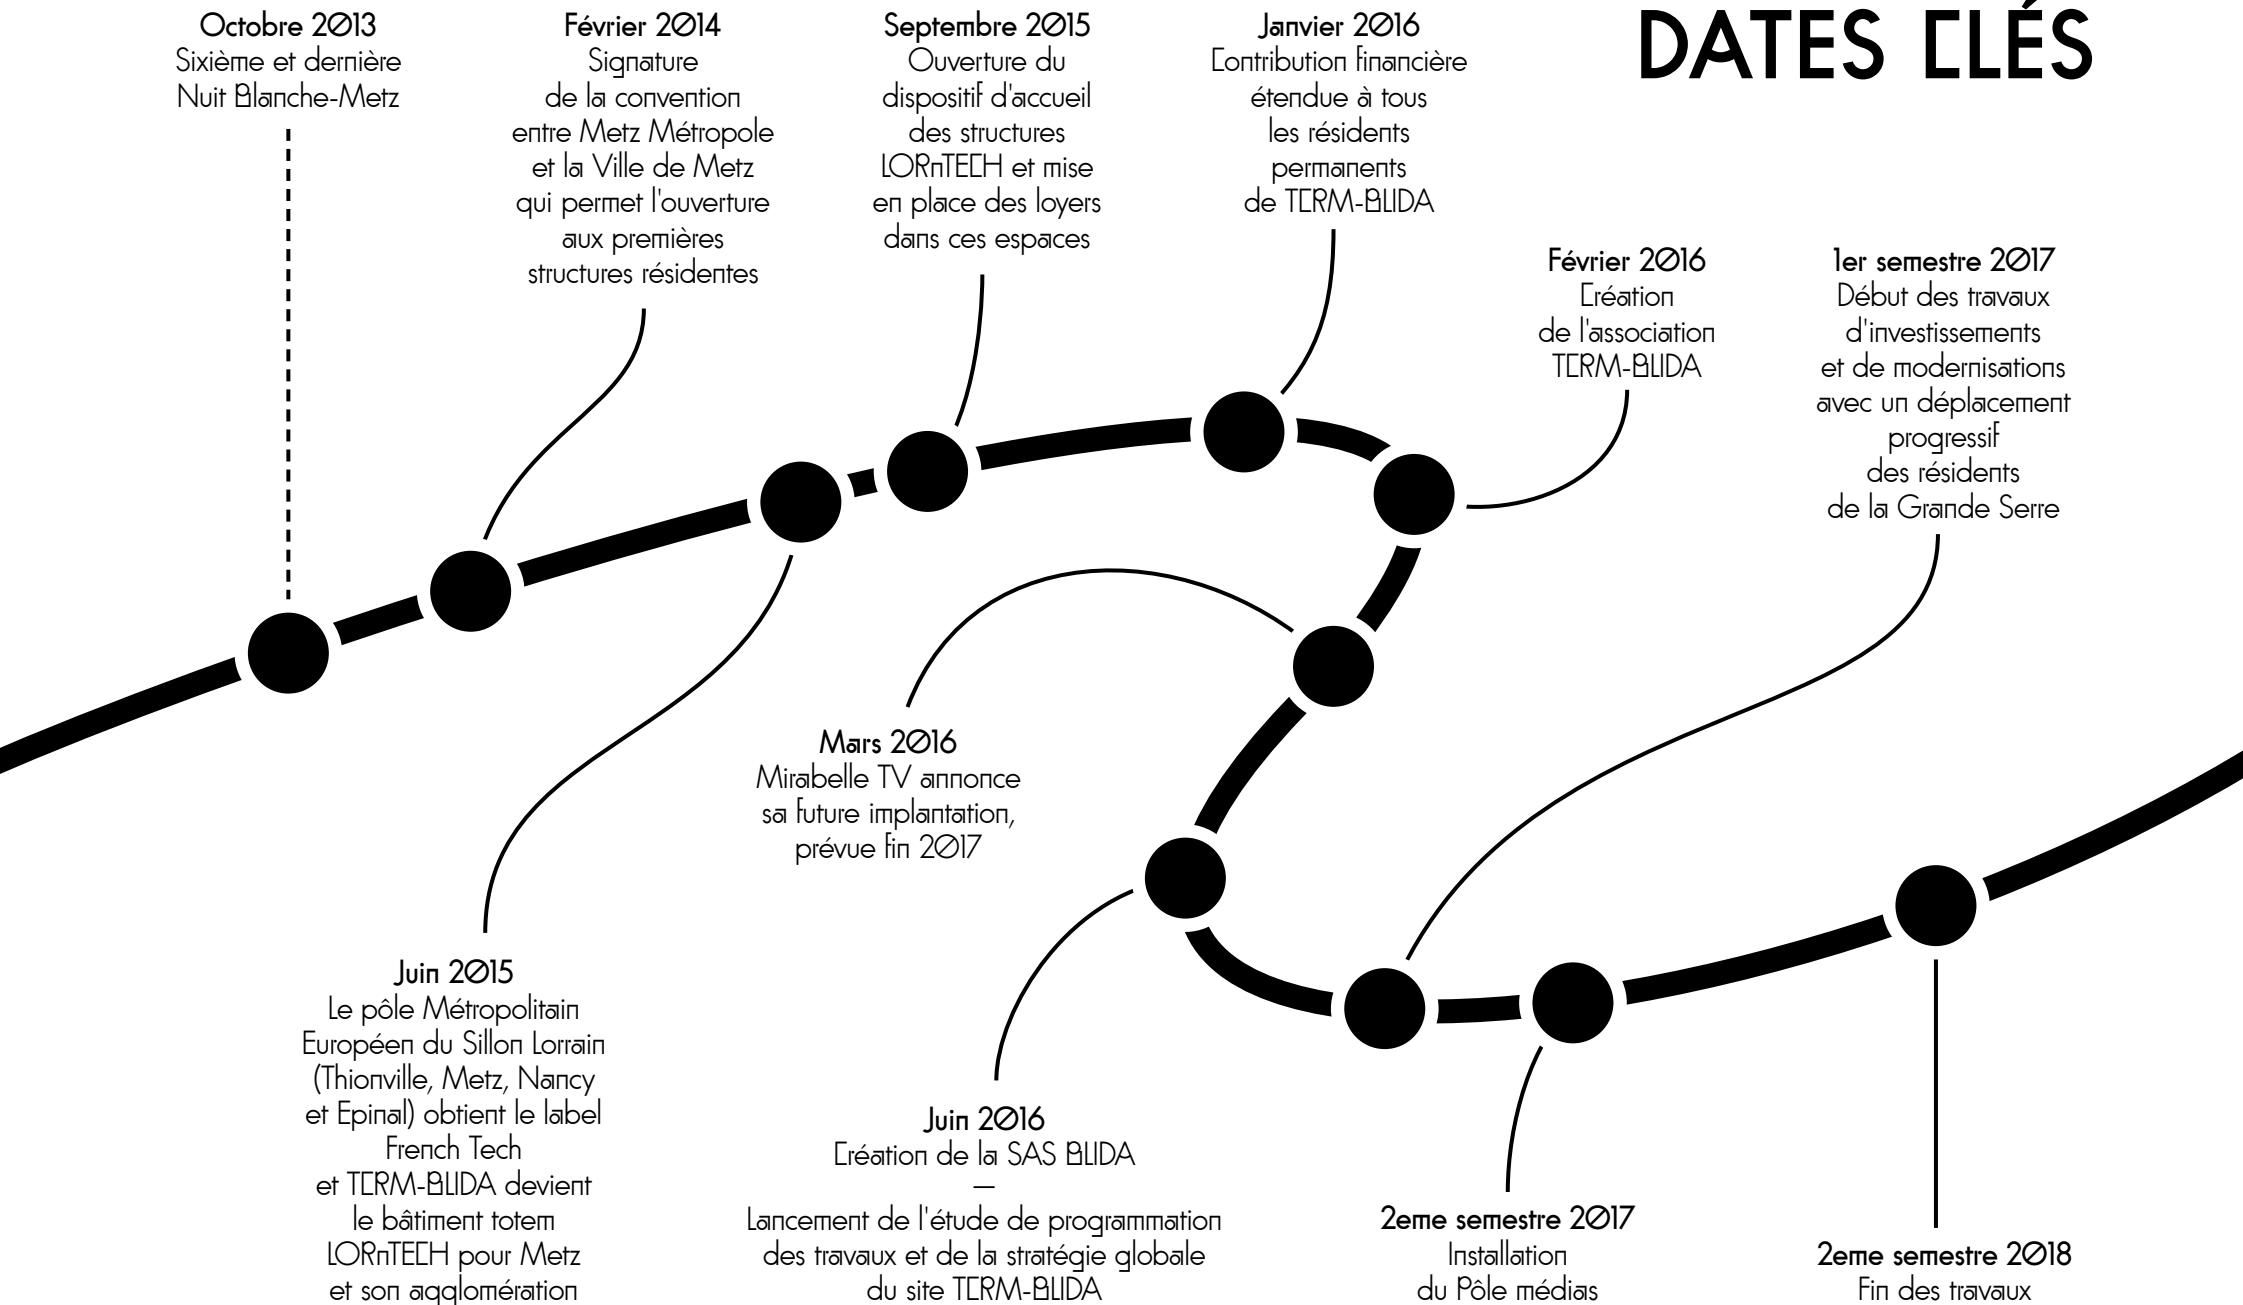 DATES CLÉS
Octobre 2013
Sixième et dernière
Nuit Blanche-Metz
Février 2014
Signature
de la convention
entre Metz Métropole
et la Ville de Metz
qui permet l'ouverture
aux premières
structures résidentes
Juin 2015
Le pôle Métropolitain
Européen du Sillon Lorrain
(Thionville, Metz, Nancy
et Epinal) obtient le label
French Tech
et TCRM-BLIDA devient
le bâtiment totem
LORnTECH pour Metz
et son agglomération
Septembre 2015
Ouverture du
dispositif d'accueil
des structures
LORnTECH et mise
en place des loyers
dans ces espaces
Janvier 2016
Contribution financière
étendue à tous
les résidents
permanents
de TCRM-BLIDA
Février 2016
Création
de l'association
TCRM-BLIDA
Mars 2016
Mirabelle TV annonce
sa future implantation,
prévue fin 2017
Juin 2016
Création de la SAS BLIDA
—
Lancement de l'étude de programmation
des travaux et de la stratégie globale
du site TCRM-BLIDA
1er semestre 2017
Début des travaux
d'investissements
et de modernisations
avec un déplacement
progressif
des résidents
de la Grande Serre
2eme semestre 2017
Installation
du Pôle médias
2eme semestre 2018
Fin des travaux